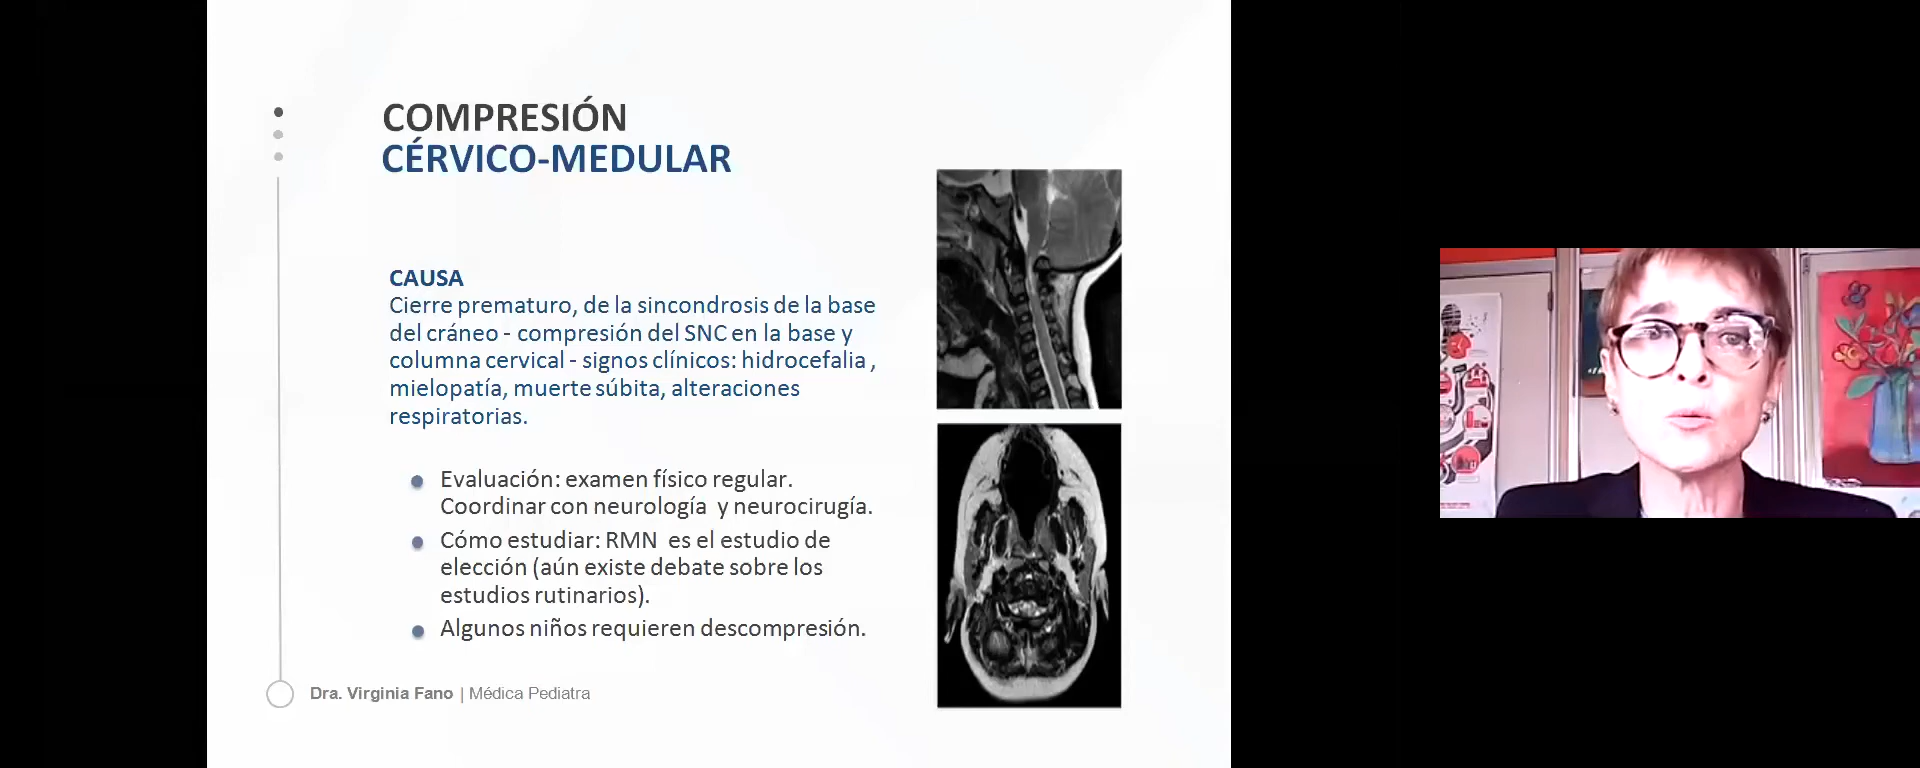 COMPRESIÓN
CÉRVICO-MEDULAR
CAUSA
Cierre prematuro, de la sincondrosis de la base
del cráneo - compresión del SNC en la base y
columna cervical - signos clínicos: hidrocefalia ,
mielopatía, muerte súbita, alteraciones
respiratorias.
Evaluación: examen físico regular.
Coordinar con neurología y neurocirugía.
Cómo estudiar: RMN es el estudio de
elección (aún existe debate sobre los
estudios rutinarios).
Algunos niños requieren descompresión.
Dra. Virginia Fano | Médica Pediatra